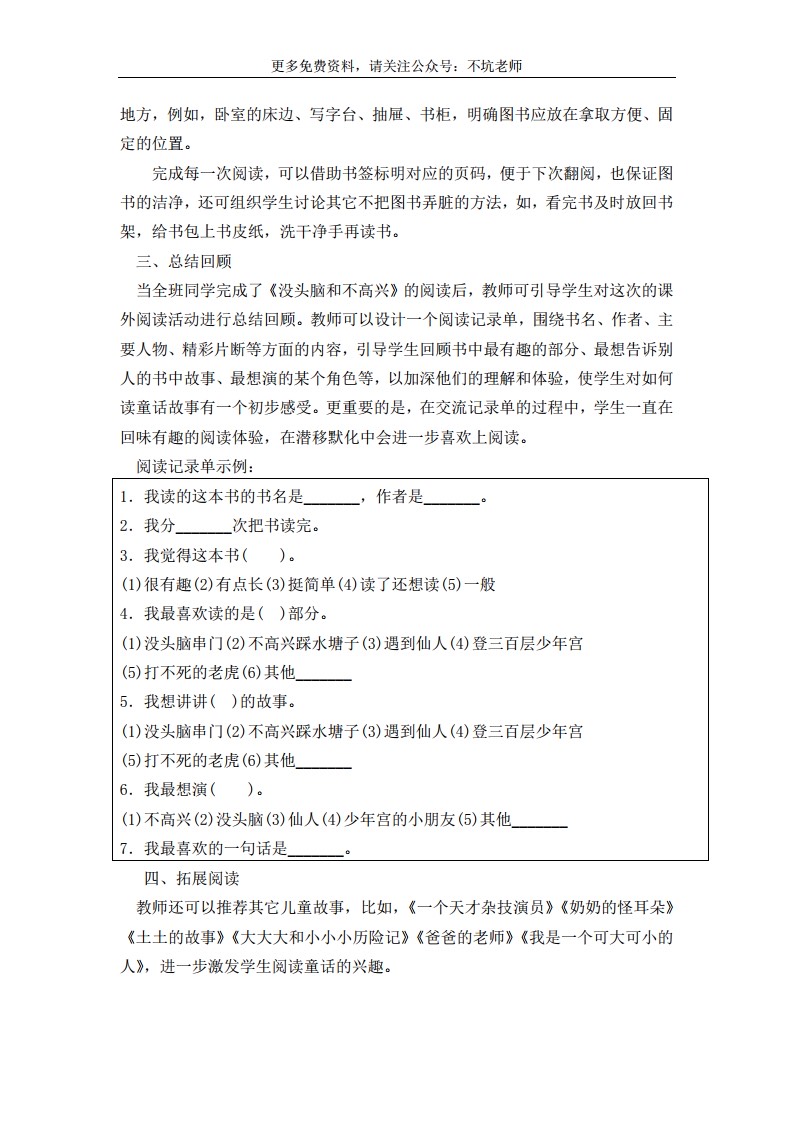 更多免费资料，请关注公众号：不坑老师
地方，例如，卧室的床边、写字台、抽屉、书柜，明确图书应放在拿取方便、固
定的位置。
完成每一次阅读，可以借助书签标明对应的页码，便于下次翻阅，也保证图
书的洁净，还可组织学生讨论其它不把图书弄脏的方法，如，看完书及时放回书
架，给书包上书皮纸，洗干净手再读书。
三、总结回顾
当全班同学完成了《没头脑和不高兴》的阅读后，教师可引导学生对这次的课
外阅读活动进行总结回顾。教师可以设计一个阅读记录单，围绕书名、作者、主
要人物、精彩片断等方面的内容，引导学生回顾书中最有趣的部分、最想告诉别
人的书中故事、最想演的某个角色等，以加深他们的理解和体验，使学生对如何
读童话故事有一个初步感受。更重要的是，在交流记录单的过程中，学生一直在
回味有趣的阅读体验，在潜移默化中会进一步喜欢上阅读。
阅读记录单示例：
1．我读的这本书的书名是_______，作者是_______。
2．我分_______次把书读完。
3．我觉得这本书(　　)。
(1)很有趣(2)有点长(3)挺简单(4)读了还想读(5)一般
4．我最喜欢读的是(　)部分。
(1)没头脑串门(2)不高兴踩水塘子(3)遇到仙人(4)登三百层少年宫
(5)打不死的老虎(6)其他_______
5．我想讲讲(　)的故事。
(1)没头脑串门(2)不高兴踩水塘子(3)遇到仙人(4)登三百层少年宫
(5)打不死的老虎(6)其他_______
6．我最想演(　　)。
(1)不高兴(2)没头脑(3)仙人(4)少年宫的小朋友(5)其他_______
7．我最喜欢的一句话是_______。
四、拓展阅读
教师还可以推荐其它儿童故事，比如，《一个天才杂技演员》《奶奶的怪耳朵》
《土土的故事》《大大大和小小小历险记》《爸爸的老师》《我是一个可大可小的
人》，进一步激发学生阅读童话的兴趣。